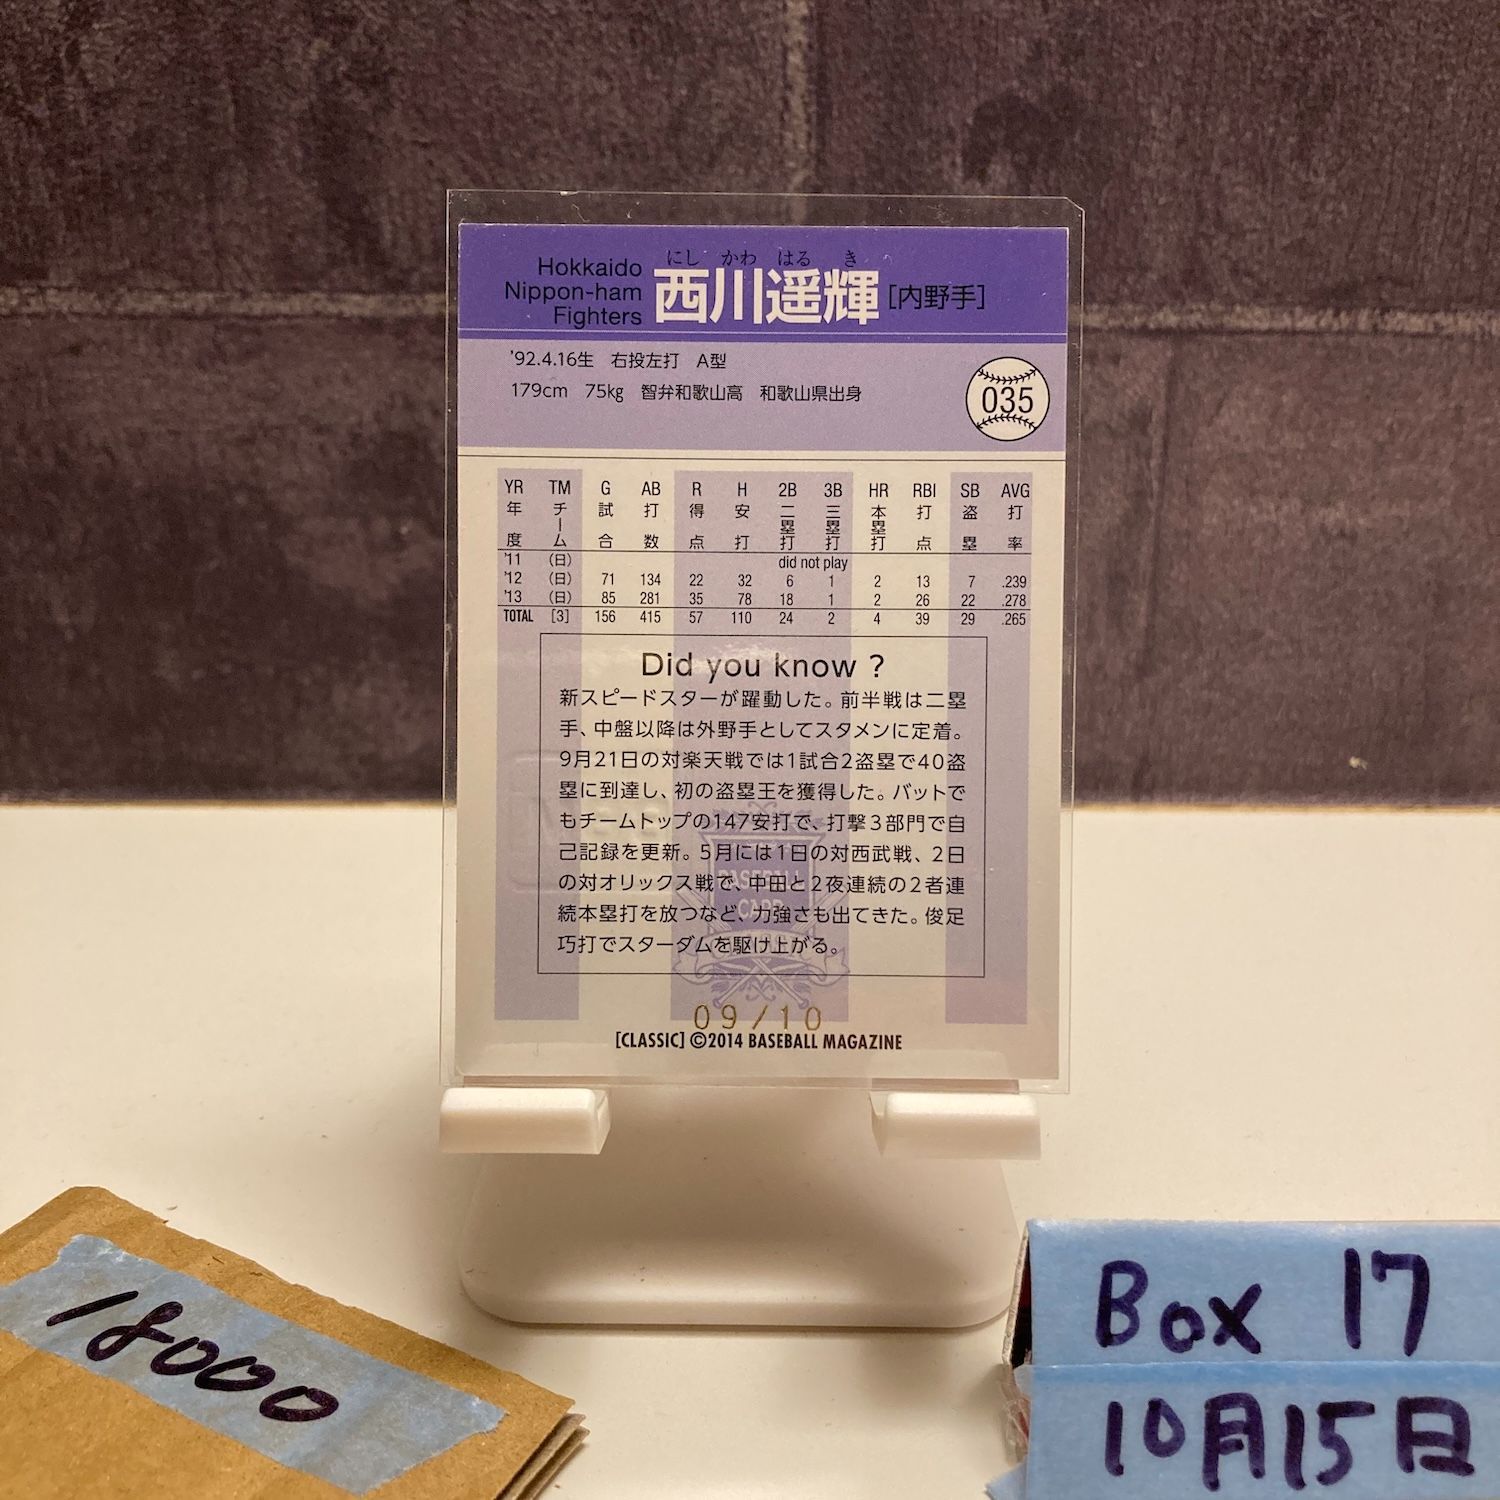 にし かわ はる き
Hokkaido
Nippon-ham
Fighters
西川遥輝 [内野手]
'92.4.16生 右投左打 A型
179cm 75kg 智弁和歌山高 和歌山県出身
035
YR TM G AB R H 2B 3B HR RBI SB AVG
年度 チーム 試合 打数 得点 安打 二塁打 三塁打 本塁打 打点 盗塁 打率
'11 (日) did not play
'12 (日) 71 134 22 32 6 1 2 13 7 .239
'13 (日) 85 281 35 78 18 1 2 26 22 .278
TOTAL [3] 156 415 57 110 24 2 4 39 29 .265
Did you know ?
新スピードスターが躍動した。前半戦は二塁
手、中盤以降は外野手としてスタメンに定着。
9月21日の対楽天戦では1試合2盗塁で40盗
塁に到達し、初の盗塁王を獲得した。バットで
もチームトップの147安打で、打撃3部門で自
己記録を更新。5月には1日の対西武戦、2日
の対オリックス戦で、中田と2夜連続の2者連
続本塁打を放つなど、力強さも出てきた。俊足
巧打でスターダムを駆け上がる。
BASEBALL
CARD
09/10
[CLASSIC] ©2014 BASEBALL MAGAZINE
18000
Box 17
10月15日